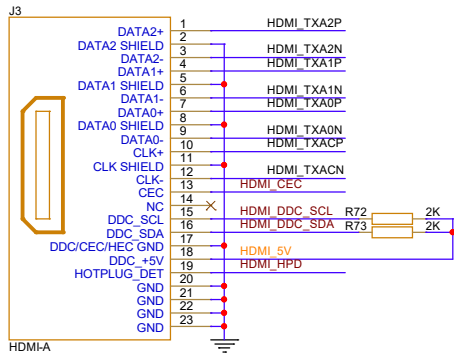 J3
DATA2+ 1 HDMI_TXA2P
DATA2 SHIELD 2
DATA2- 3 HDMI_TXA2N
DATA1+ 4 HDMI_TXA1P
DATA1 SHIELD 5
DATA1- 6 HDMI_TXA1N
DATA0+ 7 HDMI_TXA0P
DATA0 SHIELD 8
DATA0- 9 HDMI_TXA0N
CLK+ 10 HDMI_TXACP
CLK SHIELD 11
CLK- 12 HDMI_TXACN
CEC 13 HDMI_CEC
NC 14
DDC_SCL 15 HDMI_DDC_SCL R72 2K
DDC_SDA 16 HDMI_DDC_SDA R73 2K
DDC/CEC/HEC GND 17
DDC_+5V 18 HDMI_5V
HOTPLUG_DET 19 HDMI_HPD
GND 20
GND 21
GND 22
GND 23
HDMI-A